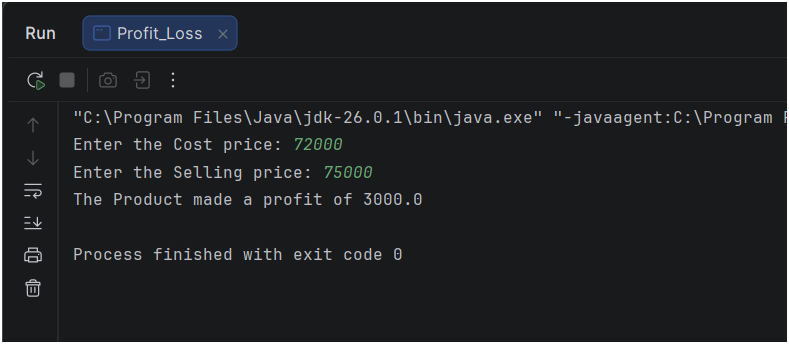 Run Profit_Loss
"C:\Program Files\Java\jdk-26.0.1\bin\java.exe" "-javaagent:C:\Program
Enter the Cost price: 72000
Enter the Selling price: 75000
The Product made a profit of 3000.0
Process finished with exit code 0